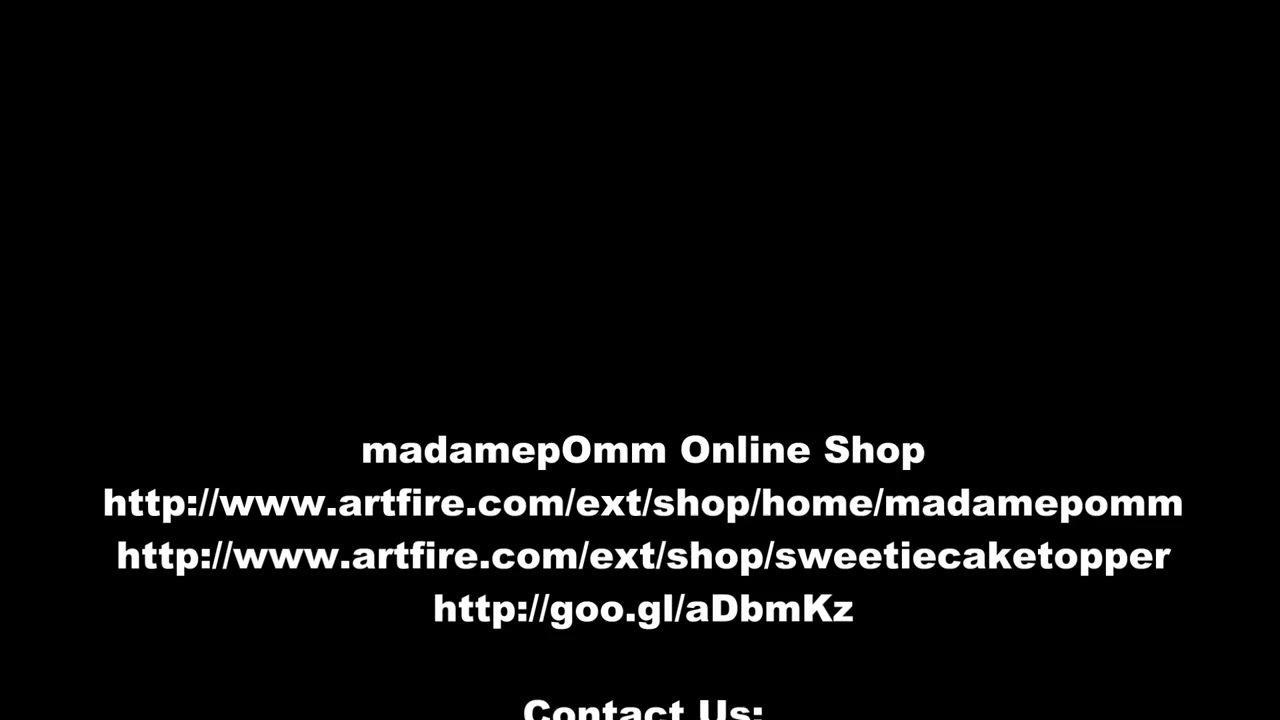 madamepOmm Online Shop
http://www.artfire.com/ext/shop/home/madamepomm
http://www.artfire.com/ext/shop/sweetiecaketopper
http://goo.gl/aDbmKz
Contact Us: